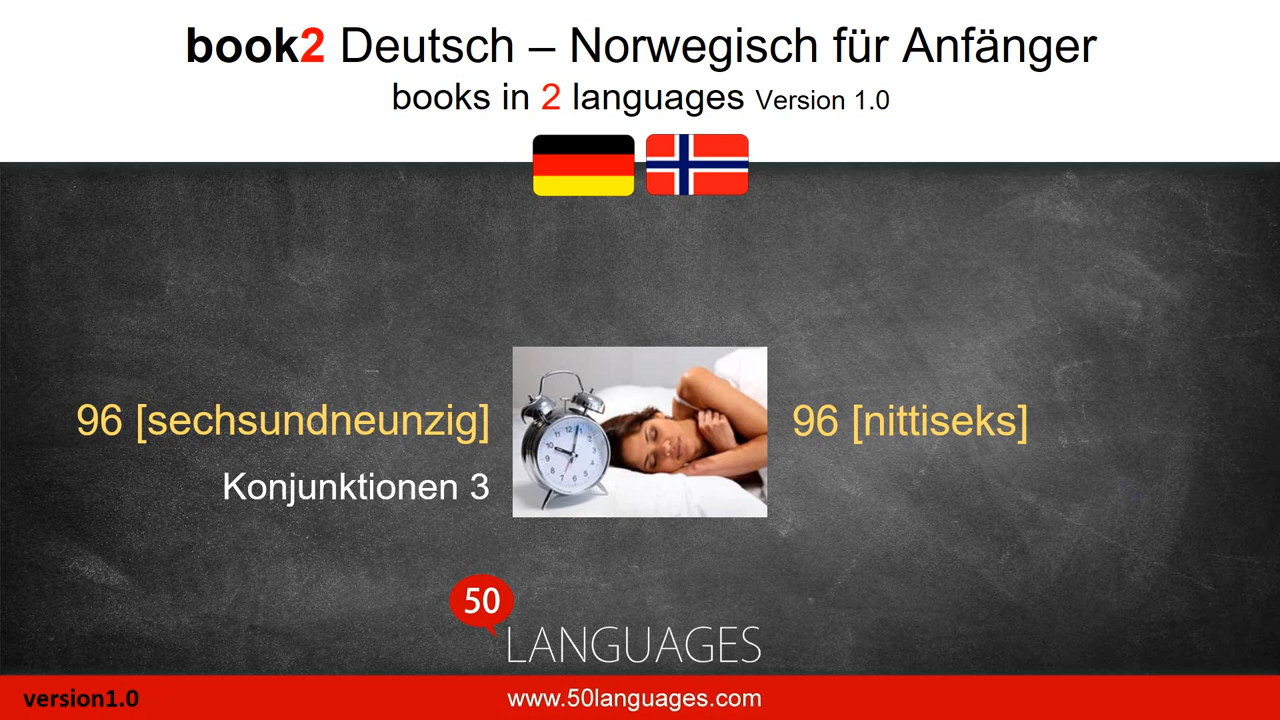 book2 Deutsch – Norwegisch für Anfänger
books in 2 languages Version 1.0
96 [sechsundneunzig]
96 [nittiseks]
Konjunktionen 3
50
LANGUAGES
version1.0
www.50languages.com